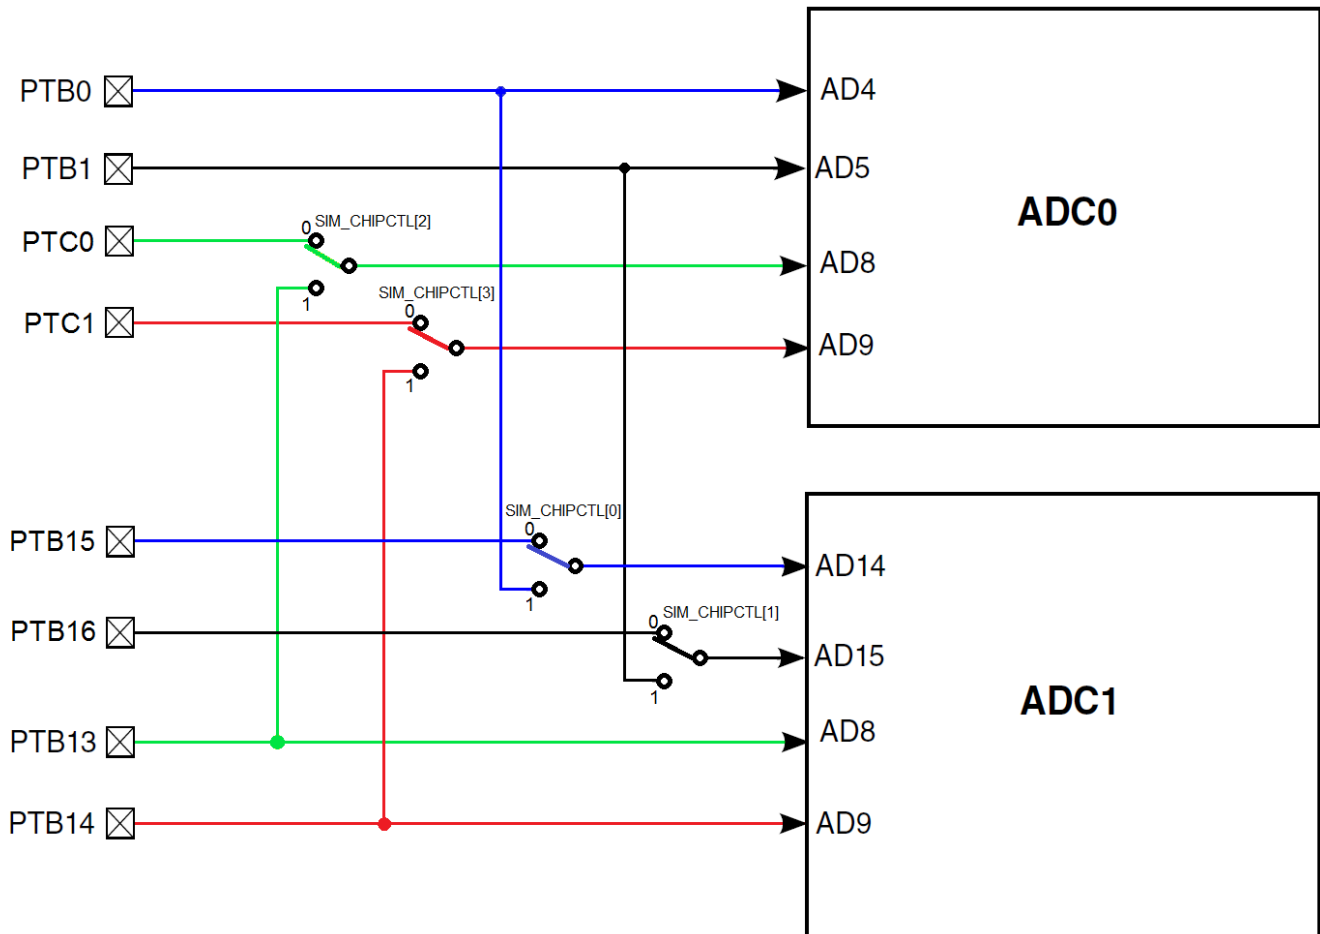 PTB0
AD4
PTB1
AD5
ADC0
0 SIM_CHIPCTL[2]
PTC0
AD8
1
SIM_CHIPCTL[3]
0
PTC1
AD9
1
SIM_CHIPCTL[0]
0
PTB15
AD14
1
0 SIM_CHIPCTL[1]
PTB16
AD15
1
ADC1
PTB13
AD8
PTB14
AD9